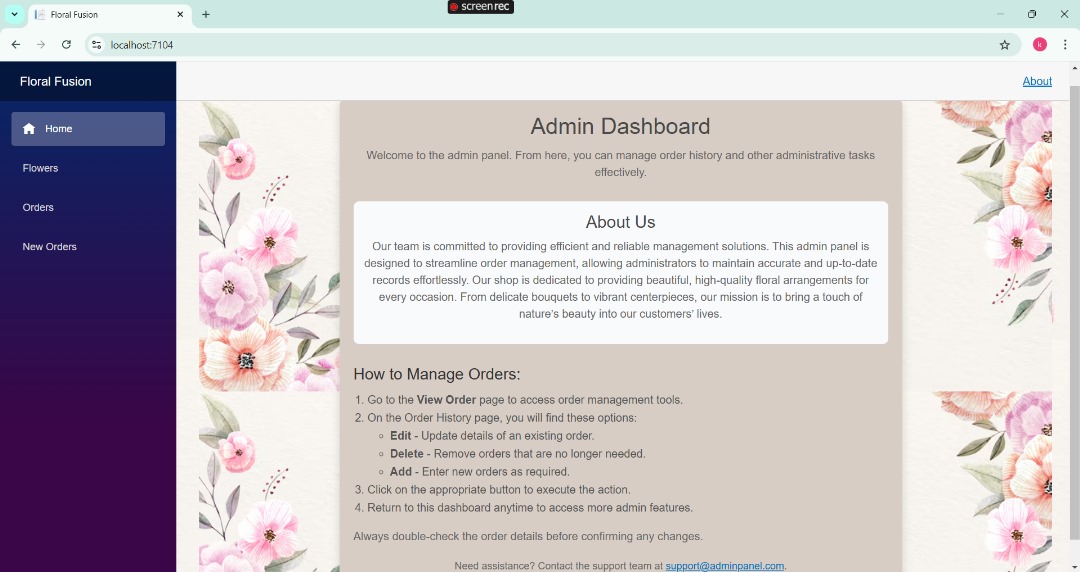 screenrec
Floral Fusion
localhost:7104
k
Floral Fusion
About
Home
Flowers
Orders
New Orders
Admin Dashboard
Welcome to the admin panel. From here, you can manage order history and other administrative tasks
effectively.
About Us
Our team is committed to providing efficient and reliable management solutions. This admin panel is
designed to streamline order management, allowing administrators to maintain accurate and up-to-date
records effortlessly. Our shop is dedicated to providing beautiful, high-quality floral arrangements for
every occasion. From delicate bouquets to vibrant centerpieces, our mission is to bring a touch of
nature's beauty into our customers' lives.
How to Manage Orders:
1. Go to the View Order page to access order management tools.
2. On the Order History page, you will find these options:
Edit - Update details of an existing order.
Delete - Remove orders that are no longer needed.
Add - Enter new orders as required.
3. Click on the appropriate button to execute the action.
4. Return to this dashboard anytime to access more admin features.
Always double-check the order details before confirming any changes.
Need assistance? Contact the support team at support@adminpanel.com.